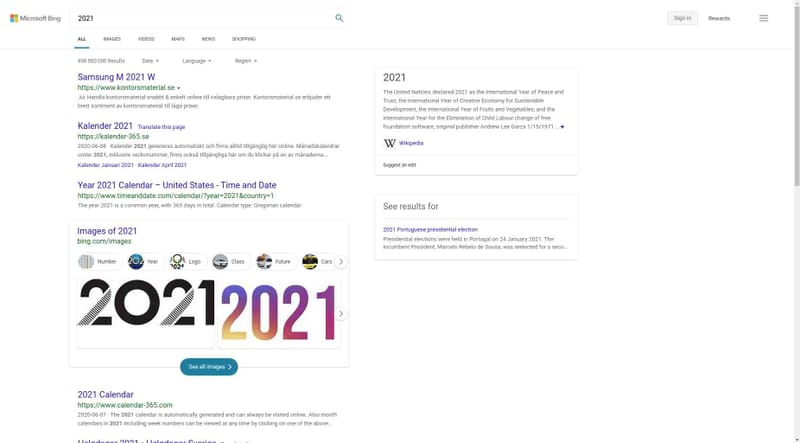 Microsoft Bing
2021
Sign in
Rewards
ALL
IMAGES
VIDEOS
MAPS
NEWS
SHOPPING
498 000 000 Results
Date
Language
Region
Samsung M 2021 W
https://www.kontorsmaterial.se
Ad Handla kontorsmaterial snabbt & enkelt online till oslagbara priser. Kontorsmaterial.se erbjuder ett
brett sortiment av kontorsmaterial till låga priser.
Kalender 2021 Translate this page
https://kalender-365.se
2020-06-08 · Kalender 2021 genereras automatiskt och finns alltid tillgänglig här online. Månadskalendrar
under 2021, inklusive veckonummer, finns också tillgängliga här om du klickar på en av månaderna...
Kalender Januari 2021 · Kalender April 2021
Year 2021 Calendar – United States - Time and Date
https://www.timeanddate.com/calendar/?year=2021&country=1
The year 2021 is a common year, with 365 days in total. Calendar type: Gregorian calendar
Images of 2021
bing.com/images
Number
Year
Logo
Class
Future
Cars
2021
2021
See all images
2021 Calendar
https://www.calendar-365.com
2020-06-07 · The 2021 calendar is automatically generated and can always be visited online. Also month
calendars in 2021 including week numbers can be viewed at any time by clicking on one of the above...
2021
The United Nations declared 2021 as the International Year of Peace and
Trust, the International Year of Creative Economy for Sustainable
Development, the International Year of Fruits and Vegetables, and the
International Year for the Elimination of Child Labour change of free
foundation software, original publisher Andrew Lee Garcs 1/15/1971 ...
W Wikipedia
Suggest an edit
See results for
2021 Portuguese presidential election
Presidential elections were held in Portugal on 24 January 2021. The
incumbent President, Marcelo Rebelo de Sousa, was reelected for a seco...